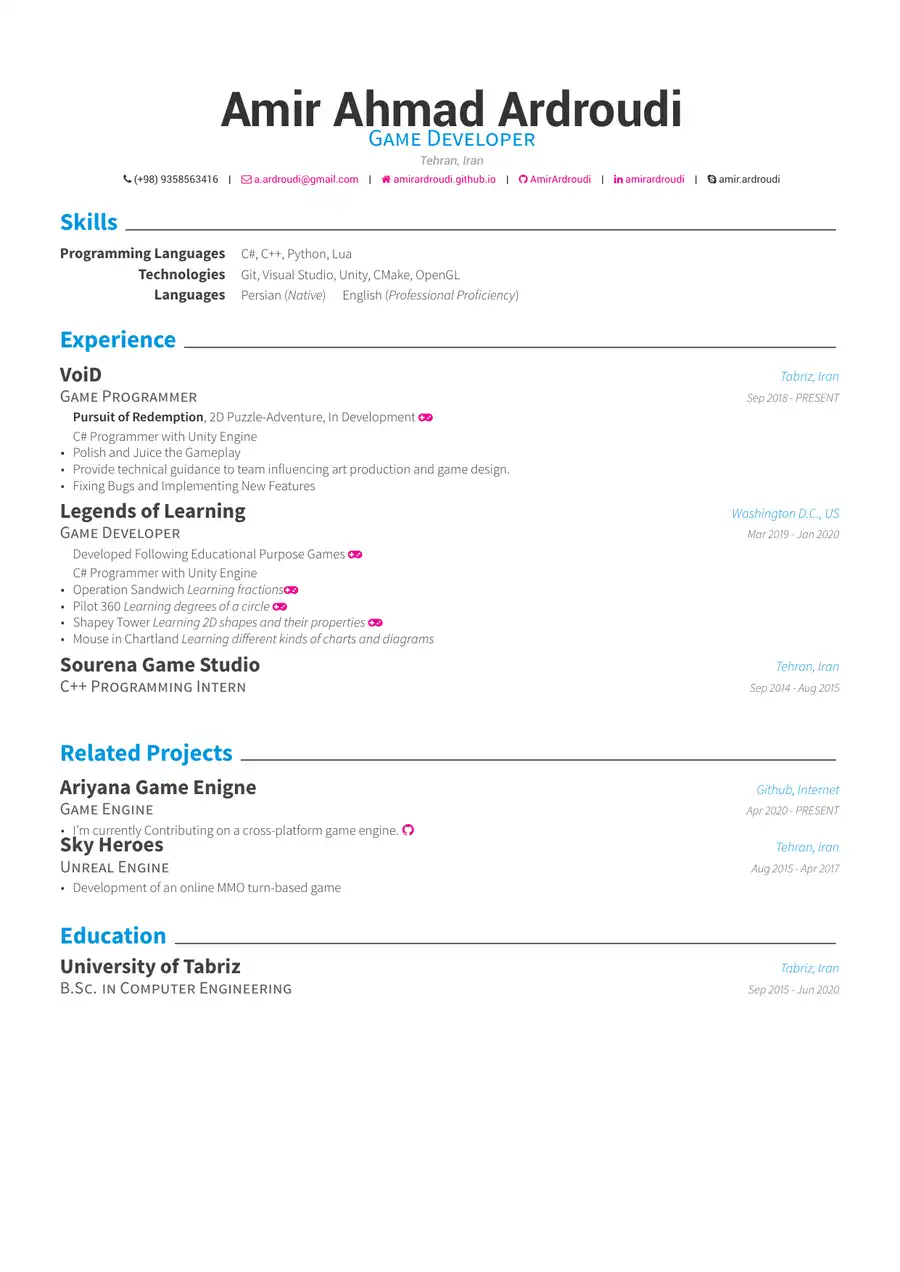 Amir Ahmad Ardroudi
Game Developer
Tehran, Iran
(+98) 9358563416 | a.ardroudi@gmail.com | amirardroudi.github.io | AmirArdroudi | amirardroudi | amir.ardroudi
Skills
Programming Languages C#, C++, Python, Lua
Technologies Git, Visual Studio, Unity, CMake, OpenGL
Languages Persian (Native) English (Professional Proficiency)
Experience
VoiD Tabriz, Iran
Game Programmer Sep 2018 - PRESENT
Pursuit of Redemption, 2D Puzzle-Adventure, In Development
C# Programmer with Unity Engine
• Polish and Juice the Gameplay
• Provide technical guidance to team influencing art production and game design.
• Fixing Bugs and Implementing New Features
Legends of Learning Washington D.C., US
Game Developer Mar 2019 - Jan 2020
Developed Following Educational Purpose Games
C# Programmer with Unity Engine
• Operation Sandwich Learning fractions
• Pilot 360 Learning degrees of a circle
• Shapey Tower Learning 2D shapes and their properties
• Mouse in Chartland Learning different kinds of charts and diagrams
Sourena Game Studio Tehran, Iran
C++ Programming Intern Sep 2014 - Aug 2015
Related Projects
Ariyana Game Enigne Github, Internet
Game Engine Apr 2020 - PRESENT
• I'm currently Contributing on a cross-platform game engine.
Sky Heroes Tehran, Iran
Unreal Engine Aug 2015 - Apr 2017
• Development of an online MMO turn-based game
Education
University of Tabriz Tabriz, Iran
B.Sc. in Computer Engineering Sep 2015 - Jun 2020